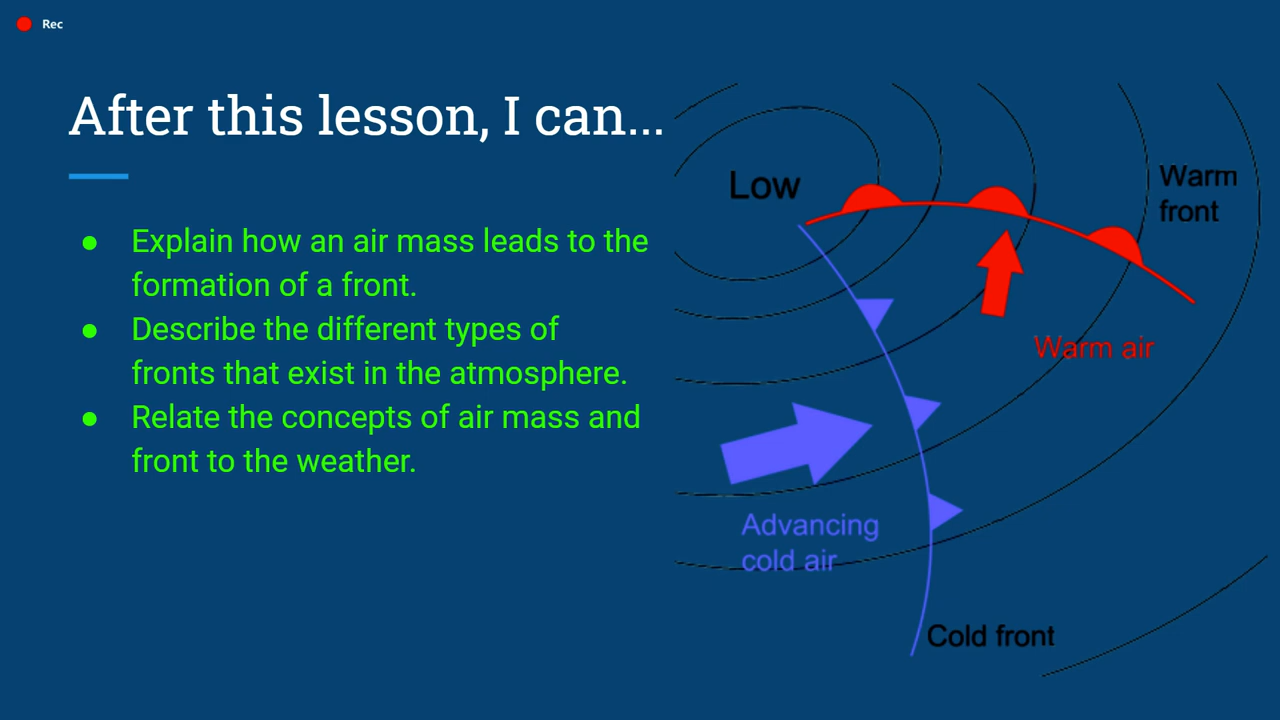 Rec
After this lesson, I can...
● Explain how an air mass leads to the
formation of a front.
● Describe the different types of
fronts that exist in the atmosphere.
● Relate the concepts of air mass and
front to the weather.
Low
Warm
front
Warm air
Advancing
cold air
Cold front